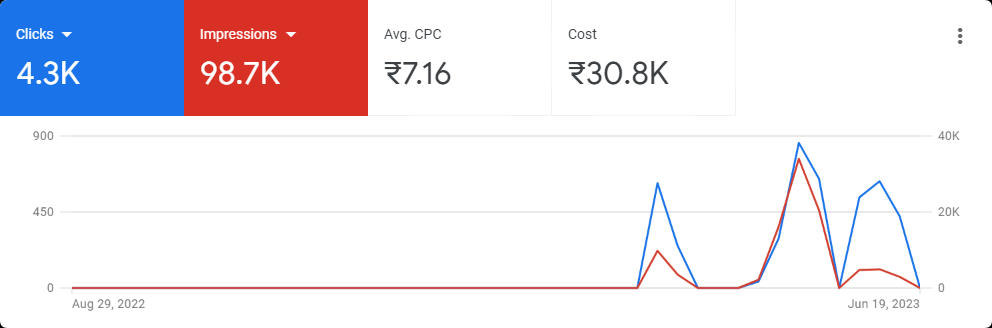 Clicks Impressions Avg. CPC Cost
4.3K 98.7K ₹7.16 ₹30.8K
900 40K
450 20K
0 0
Aug 29, 2022 Jun 19, 2023